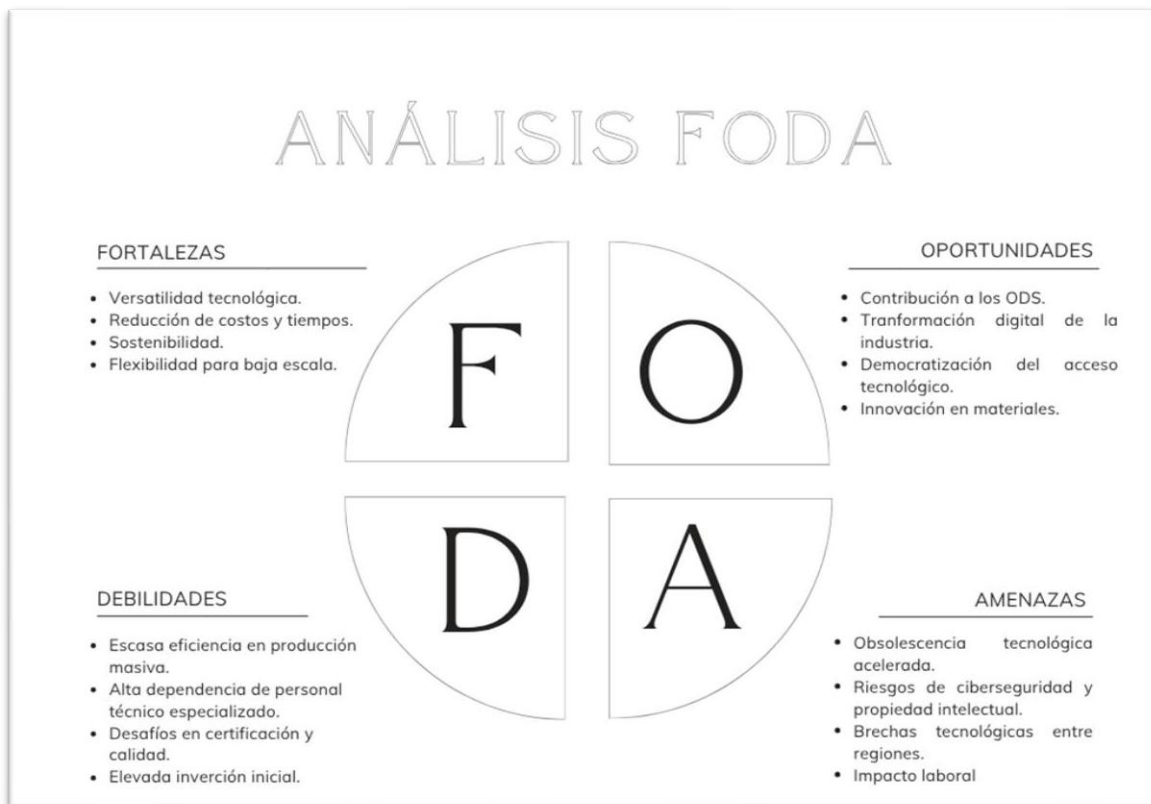 ANÁLISIS FODA
FORTALEZAS
• Versatilidad tecnológica.
• Reducción de costos y tiempos.
• Sostenibilidad.
• Flexibilidad para baja escala.
F
O
OPORTUNIDADES
• Contribución a los ODS.
• Tranformación digital de la
industria.
• Democratización del acceso
tecnológico.
• Innovación en materiales.
DEBILIDADES
• Escasa eficiencia en producción
masiva.
• Alta dependencia de personal
técnico especializado.
• Desafíos en certificación y
calidad.
• Elevada inverción inicial.
D
A
AMENAZAS
• Obsolescencia tecnológica
acelerada.
• Riesgos de ciberseguridad y
propiedad intelectual.
• Brechas tecnológicas entre
regiones.
• Impacto laboral